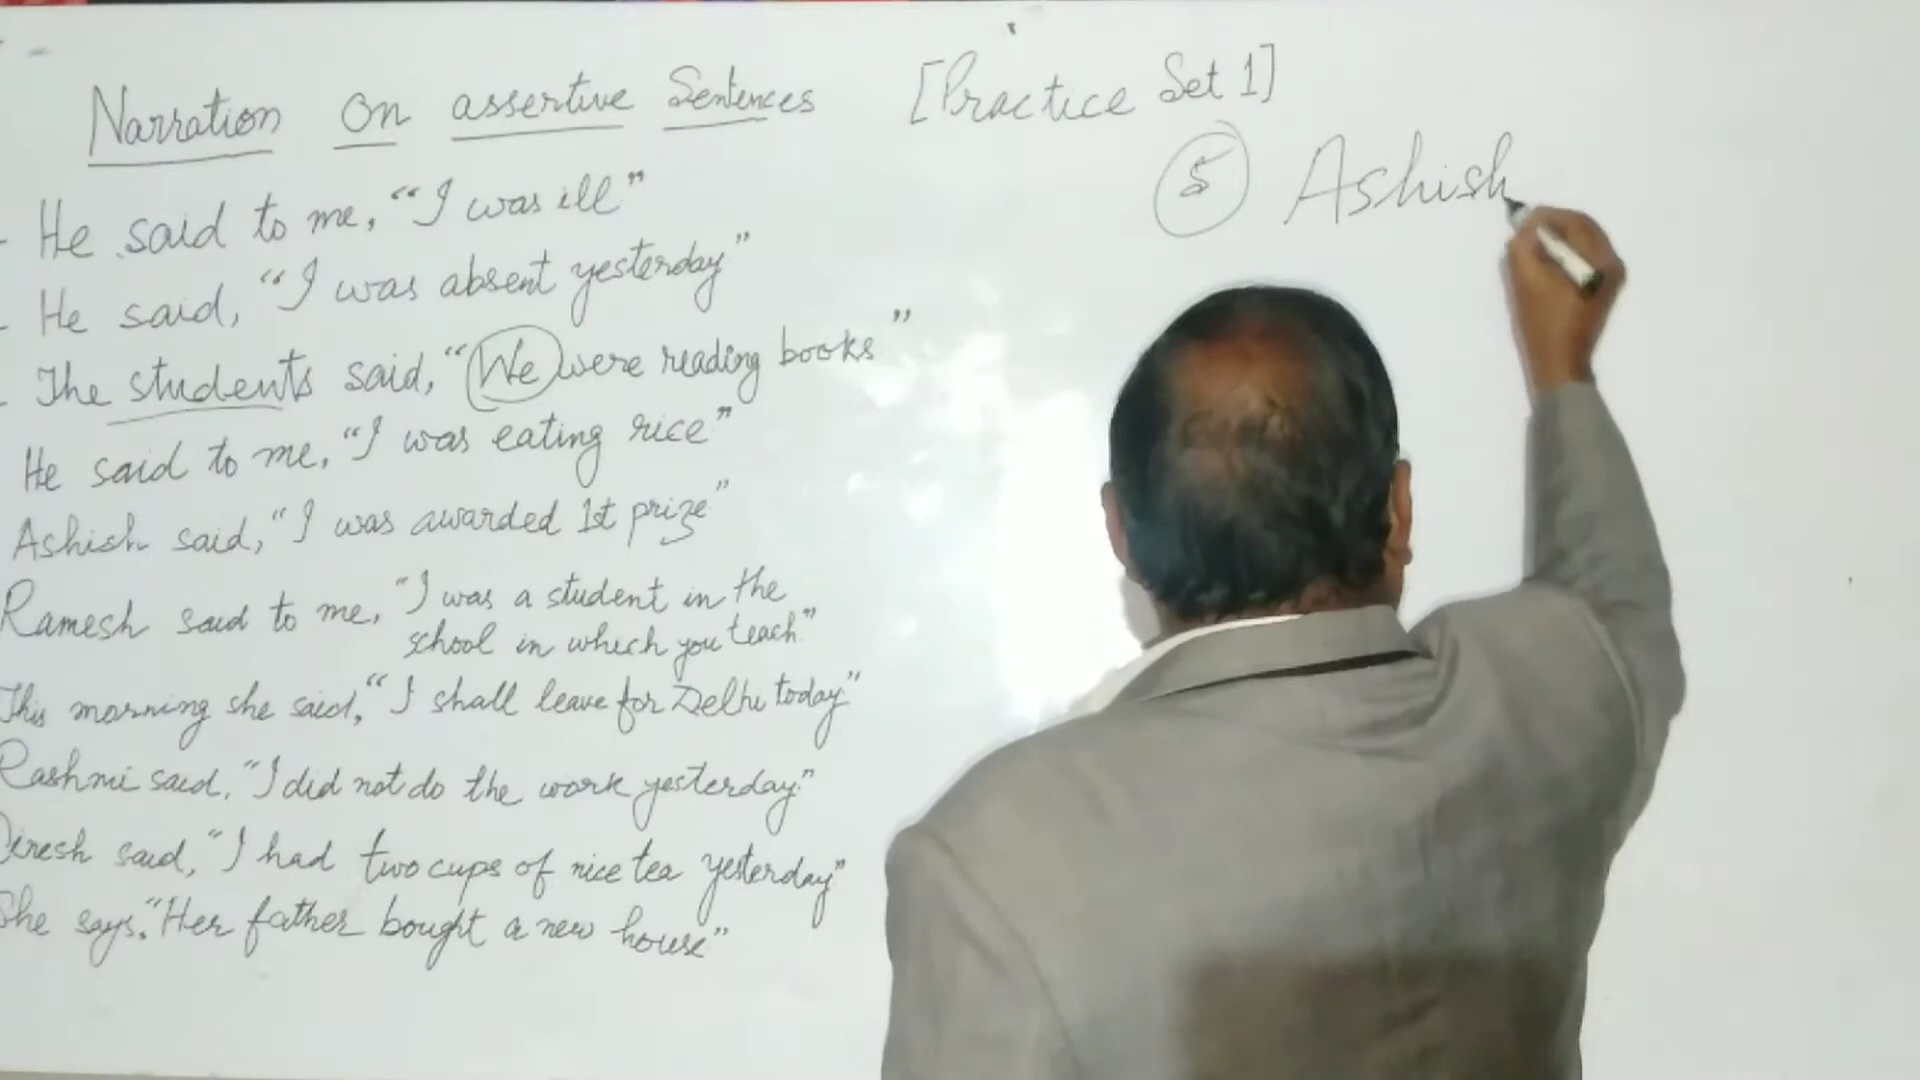 Narration on assertive Sentences [Practice Set 1]
He said to me, "I was ill"
He said, "I was absent yesterday"
The students said, "We were reading books"
He said to me, "I was eating rice"
Ashish said, "I was awarded 1st prize"
Ramesh said to me, "I was a student in the
school in which you teach"
This morning she said, "I shall leave for Delhi today"
Rashmi said, "I did not do the work yesterday"
said, "I had two cups of nice tea yesterday"
She says. "Her father bought a new house"
5 Ashish